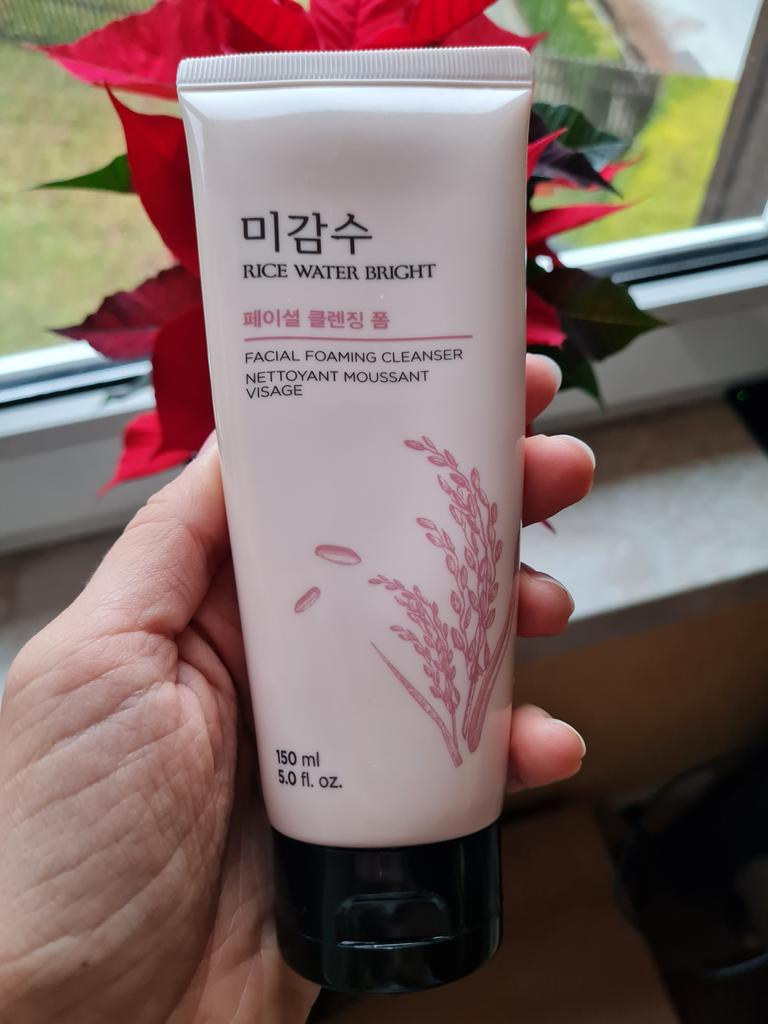 미감수
RICE WATER BRIGHT
페이셜 클렌징 폼
FACIAL FOAMING CLEANSER
NETTOYANT MOUSSANT
VISAGE
150 ml
5.0 fl. oz.